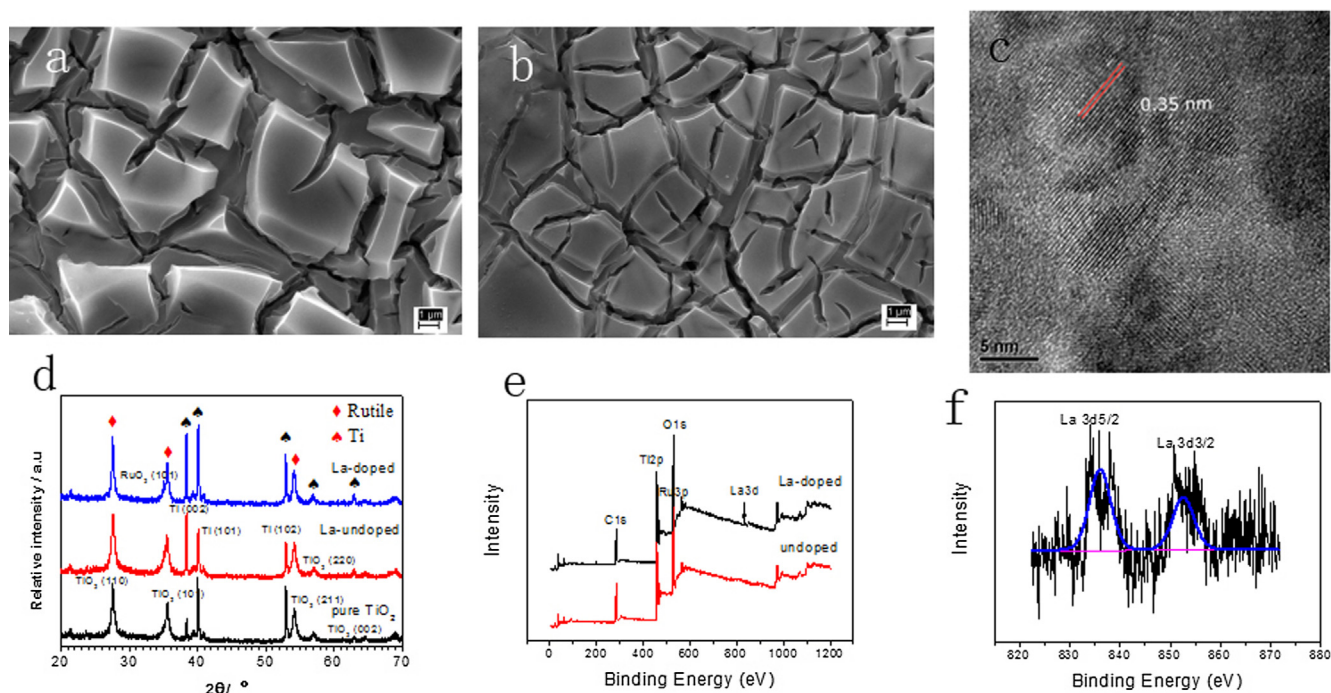 a
1 μm
b
1 μm
c
0.35 nm
5 nm
d
Relative intensity / a.u
♦ Rutile
♠ Ti
RuO2 (101)
La-doped
Ti (002)
Ti (101)
Ti (102)
La-undoped
TiO2 (220)
TiO2 (110)
TiO2 (101)
TiO2 (211)
pure TiO2
TiO2 (002)
20 30 40 50 60 70
2θ/ °
e
Intensity
O1s
Ti2p
Ru3p
La3d
La-doped
C1s
undoped
0 200 400 600 800 1000 1200
Binding Energy (eV)
f
Intensity
La 3d5/2
La 3d3/2
820 830 840 850 860 870 880
Binding Energy (eV)